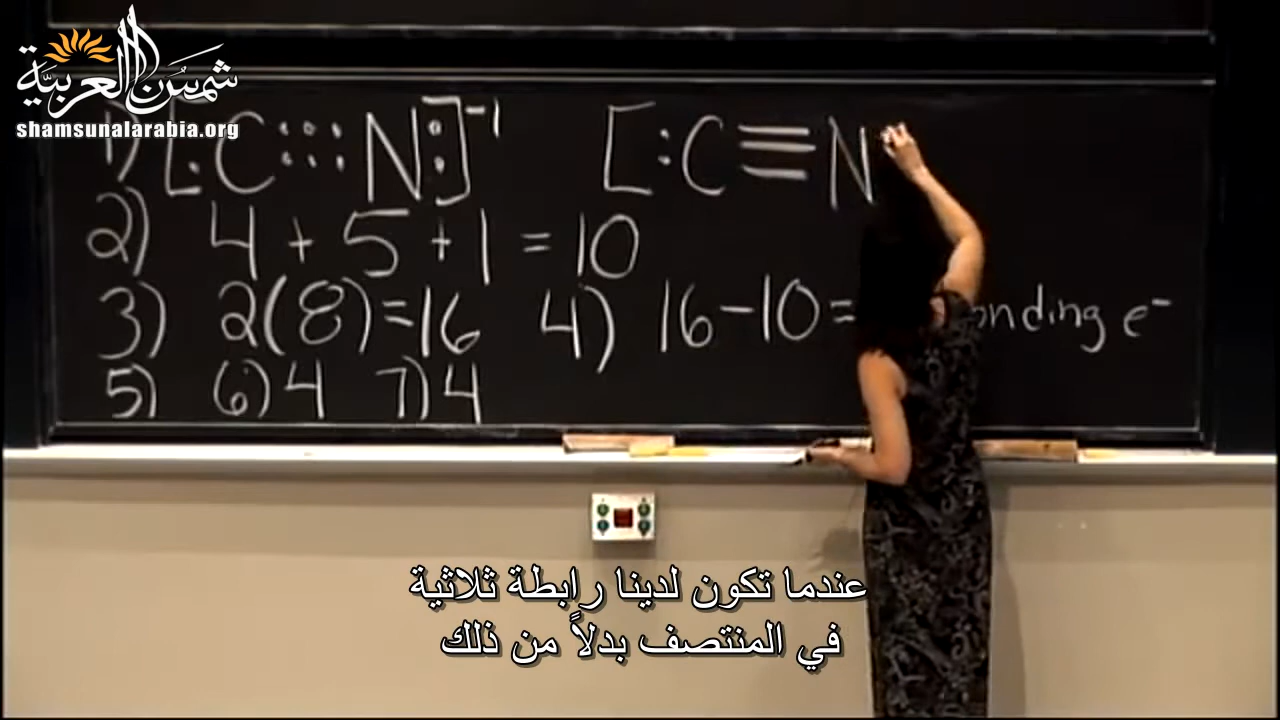 شمس العربية
shamsunalarabia.org
1) [:C:::N:]⁻¹ [:C≡N
2) 4 + 5 + 1 = 10
3) 2(8)=16 4) 16-10= onding e⁻
5) 6) 4 7) 4
عندما تكون لدينا رابطة ثلاثية
في المنتصف بدلاً من ذلك